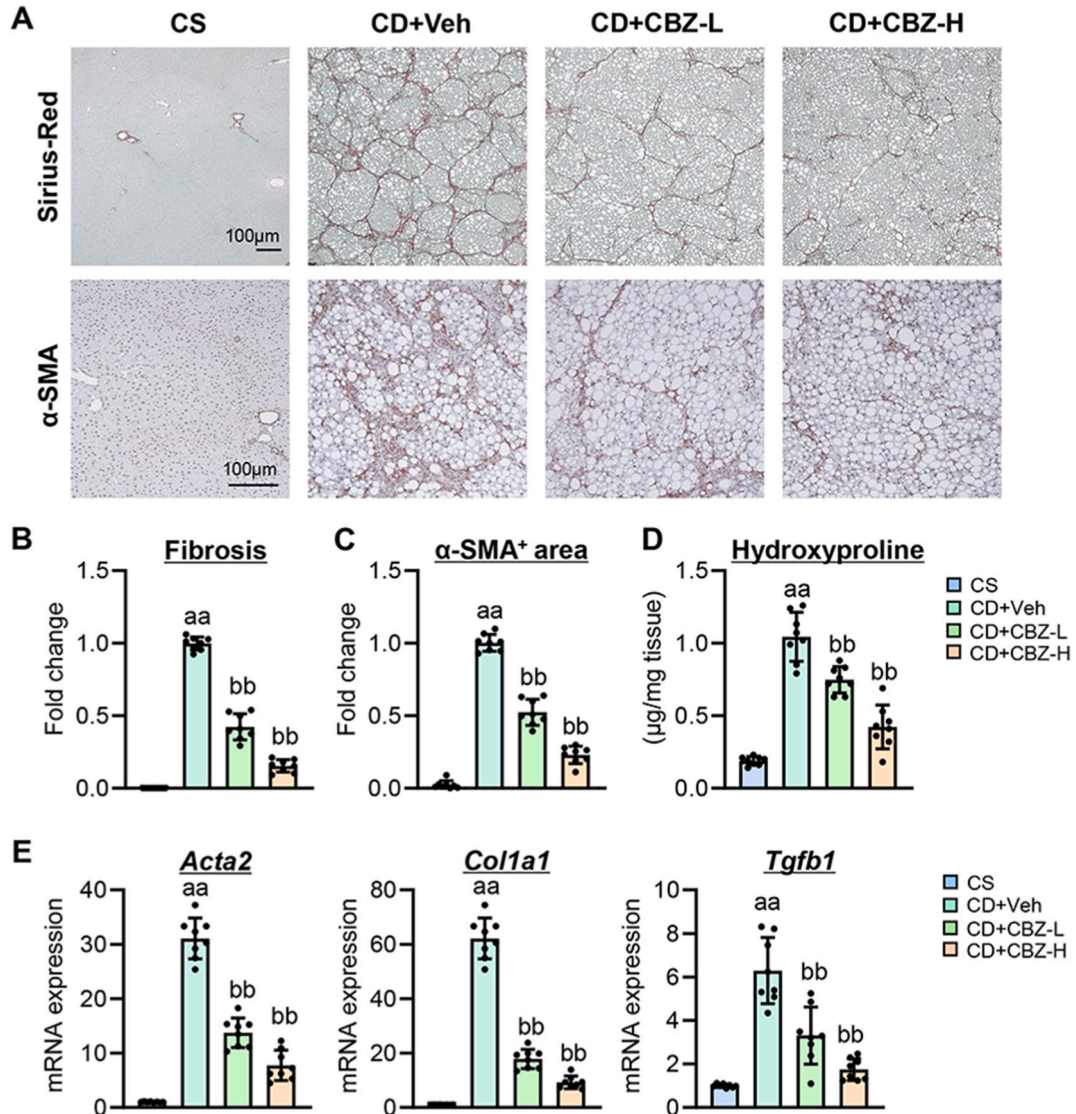 A
CS CD+Veh CD+CBZ-L CD+CBZ-H
Sirius-Red
100µm
α-SMA
100µm
B Fibrosis
1.5
1.0
0.5
0.0
Fold change
aa
bb
bb
C α-SMA⁺ area
1.5
1.0
0.5
0.0
Fold change
aa
bb
bb
D Hydroxyproline
1.5
1.0
0.5
0.0
(µg/mg tissue)
aa
bb
bb
CS
CD+Veh
CD+CBZ-L
CD+CBZ-H
E
Acta2
40
30
20
10
0
mRNA expression
aa
bb
bb
Col1a1
80
60
40
20
0
mRNA expression
aa
bb
bb
Tgfb1
10
8
6
4
2
0
mRNA expression
aa
bb
bb
CS
CD+Veh
CD+CBZ-L
CD+CBZ-H